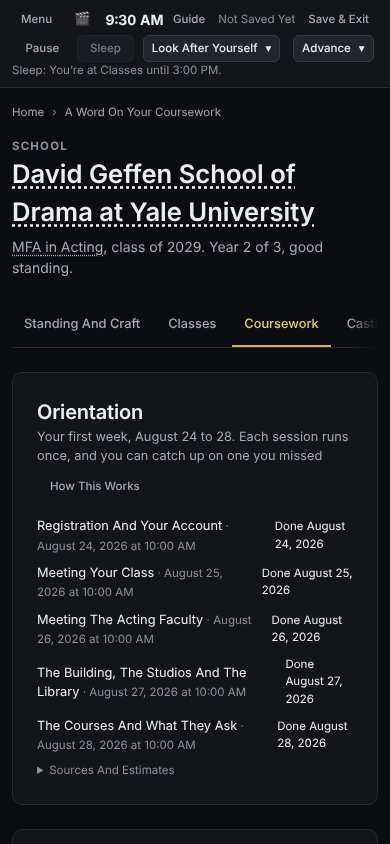 Menu 🎬 9:30 AM Guide Not Saved Yet Save & Exit
Pause Sleep Look After Yourself ▾ Advance ▾
Sleep: You're at Classes until 3:00 PM.
Home › A Word On Your Coursework
SCHOOL
David Geffen School of
Drama at Yale University
MFA in Acting, class of 2029. Year 2 of 3, good
standing.
Standing And Craft Classes Coursework Cast
Orientation
Your first week, August 24 to 28. Each session runs
once, and you can catch up on one you missed
How This Works
Registration And Your Account ·
August 24, 2026 at 10:00 AM
Done August
24, 2026
Meeting Your Class · August 25,
2026 at 10:00 AM
Done August 25,
2026
Meeting The Acting Faculty · August
26, 2026 at 10:00 AM
Done August
26, 2026
The Building, The Studios And The
Library · August 27, 2026 at 10:00 AM
Done
August 27,
2026
The Courses And What They Ask ·
August 28, 2026 at 10:00 AM
Done August
28, 2026
▶ Sources And Estimates